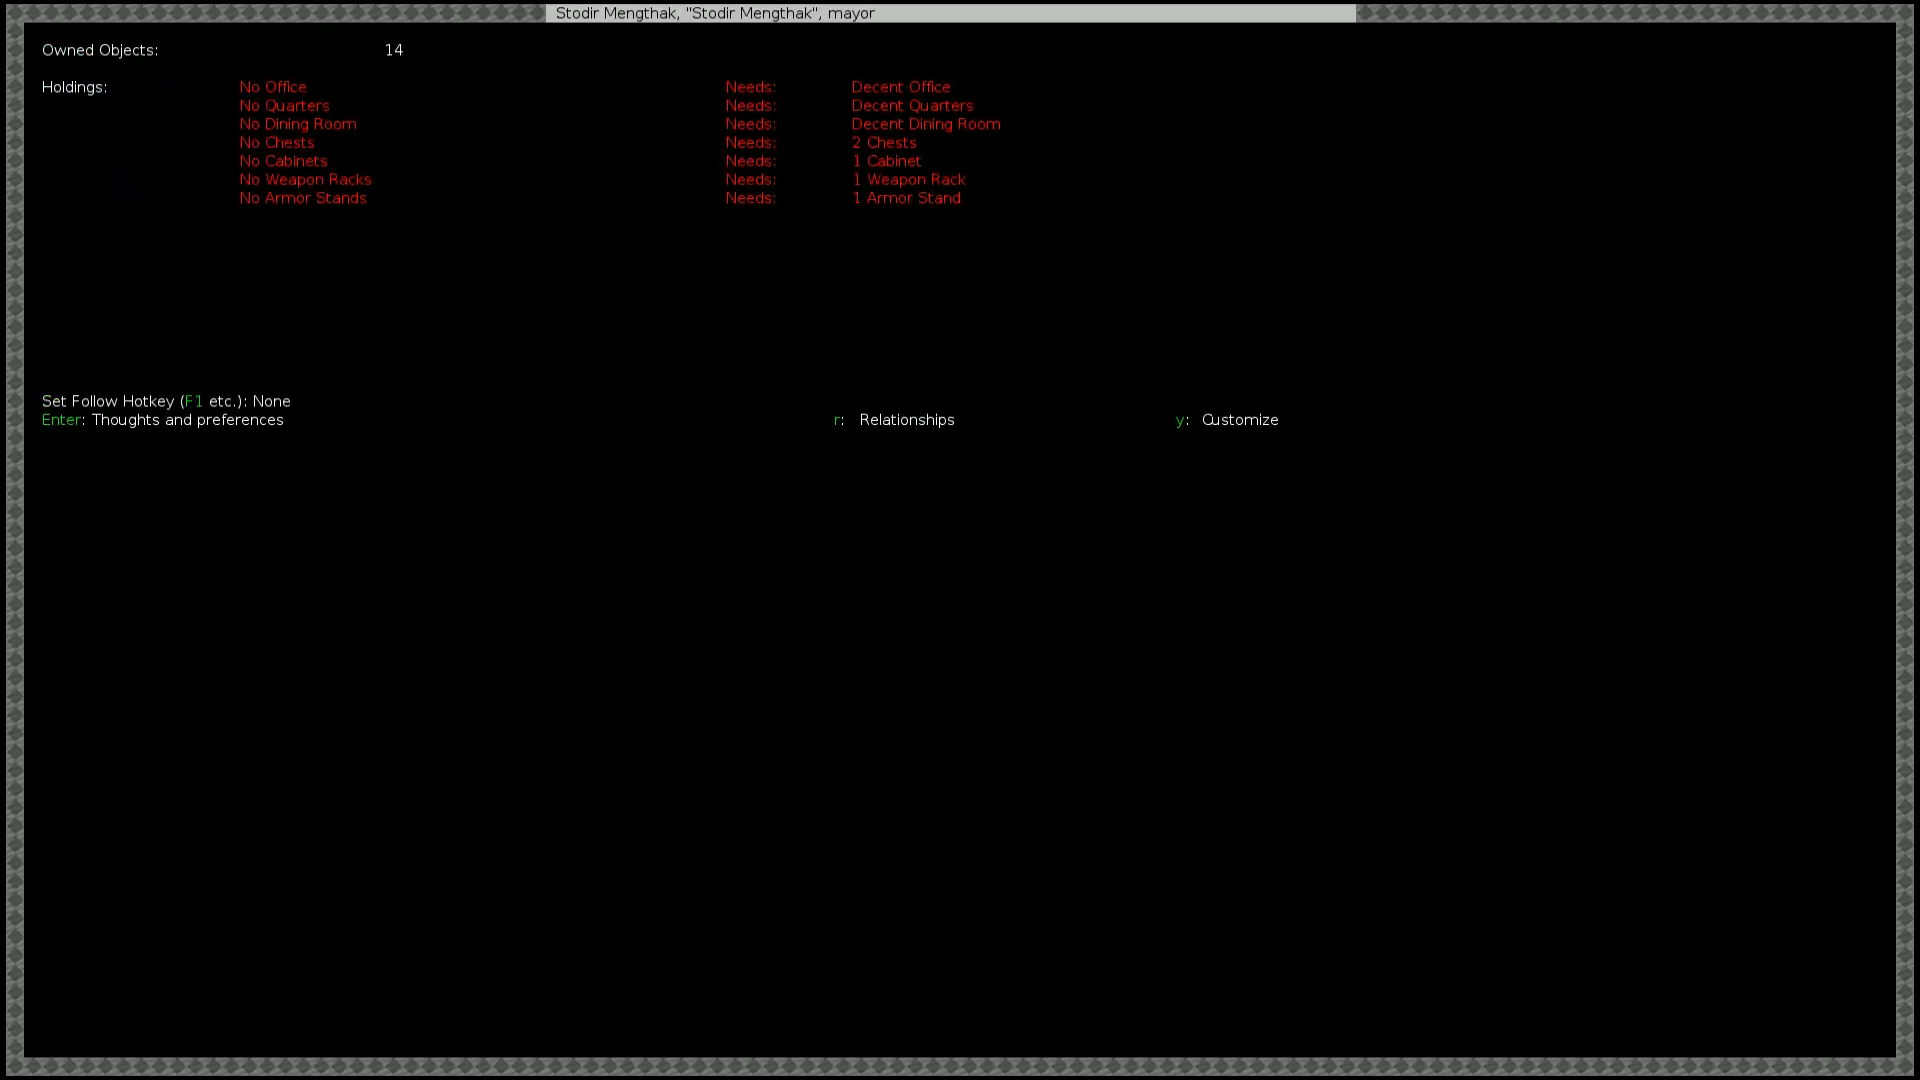 Stodir Mengthak, "Stodir Mengthak", mayor
Owned Objects: 14
Holdings: No Office Needs: Decent Office
No Quarters Needs: Decent Quarters
No Dining Room Needs: Decent Dining Room
No Chests Needs: 2 Chests
No Cabinets Needs: 1 Cabinet
No Weapon Racks Needs: 1 Weapon Rack
No Armor Stands Needs: 1 Armor Stand
Set Follow Hotkey (F1 etc.): None
Enter: Thoughts and preferences r: Relationships y: Customize